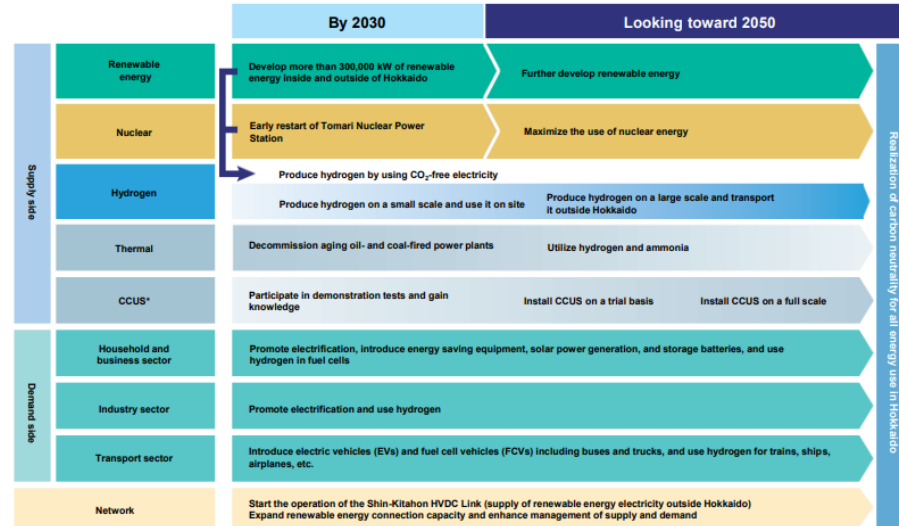 By 2030
Looking toward 2050
Supply side
Renewable
energy
Develop more than 300,000 kW of renewable
energy inside and outside of Hokkaido
Further develop renewable energy
Nuclear
Early restart of Tomari Nuclear Power
Station
Maximize the use of nuclear energy
Hydrogen
Produce hydrogen by using CO₂-free electricity
Produce hydrogen on a small scale and use it on site
Produce hydrogen on a large scale and transport
it outside Hokkaido
Thermal
Decommission aging oil- and coal-fired power plants
Utilize hydrogen and ammonia
CCUS*
Participate in demonstration tests and gain
knowledge
Install CCUS on a trial basis
Install CCUS on a full scale
Demand side
Household and
business sector
Promote electrification, introduce energy saving equipment, solar power generation, and storage batteries, and use
hydrogen in fuel cells
Industry sector
Promote electrification and use hydrogen
Transport sector
Introduce electric vehicles (EVs) and fuel cell vehicles (FCVs) including buses and trucks, and use hydrogen for trains, ships,
airplanes, etc.
Network
Start the operation of the Shin-Kitahon HVDC Link (supply of renewable energy electricity outside Hokkaido)
Expand renewable energy connection capacity and enhance management of supply and demand
Realization of carbon neutrality for all energy use in Hokkaido